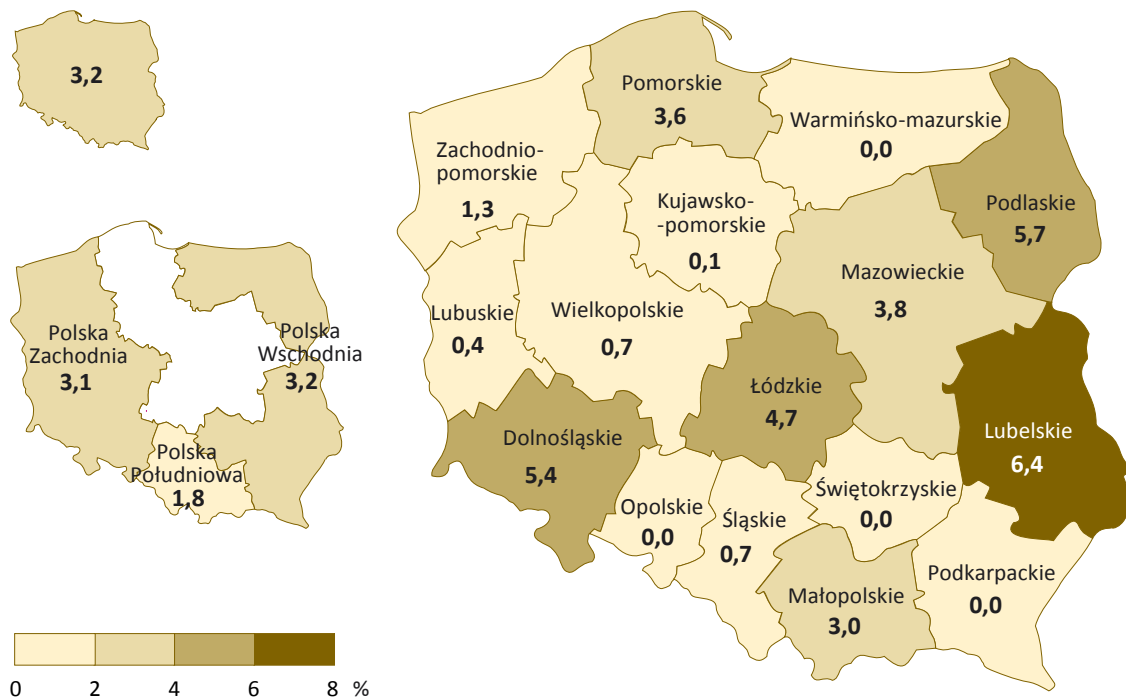 3,2
Polska
Zachodnia
3,1
Polska
Wschodnia
3,2
Polska
Południowa
1,8
Pomorskie
3,6
Warmińsko-mazurskie
0,0
Zachodnio-
pomorskie
1,3
Kujawsko-
-pomorskie
0,1
Podlaskie
5,7
Mazowieckie
3,8
Lubuskie
0,4
Wielkopolskie
0,7
Łódzkie
4,7
Lubelskie
6,4
Dolnośląskie
5,4
Opolskie
0,0
Śląskie
0,7
Świętokrzyskie
0,0
Małopolskie
3,0
Podkarpackie
0,0
0 2 4 6 8 %